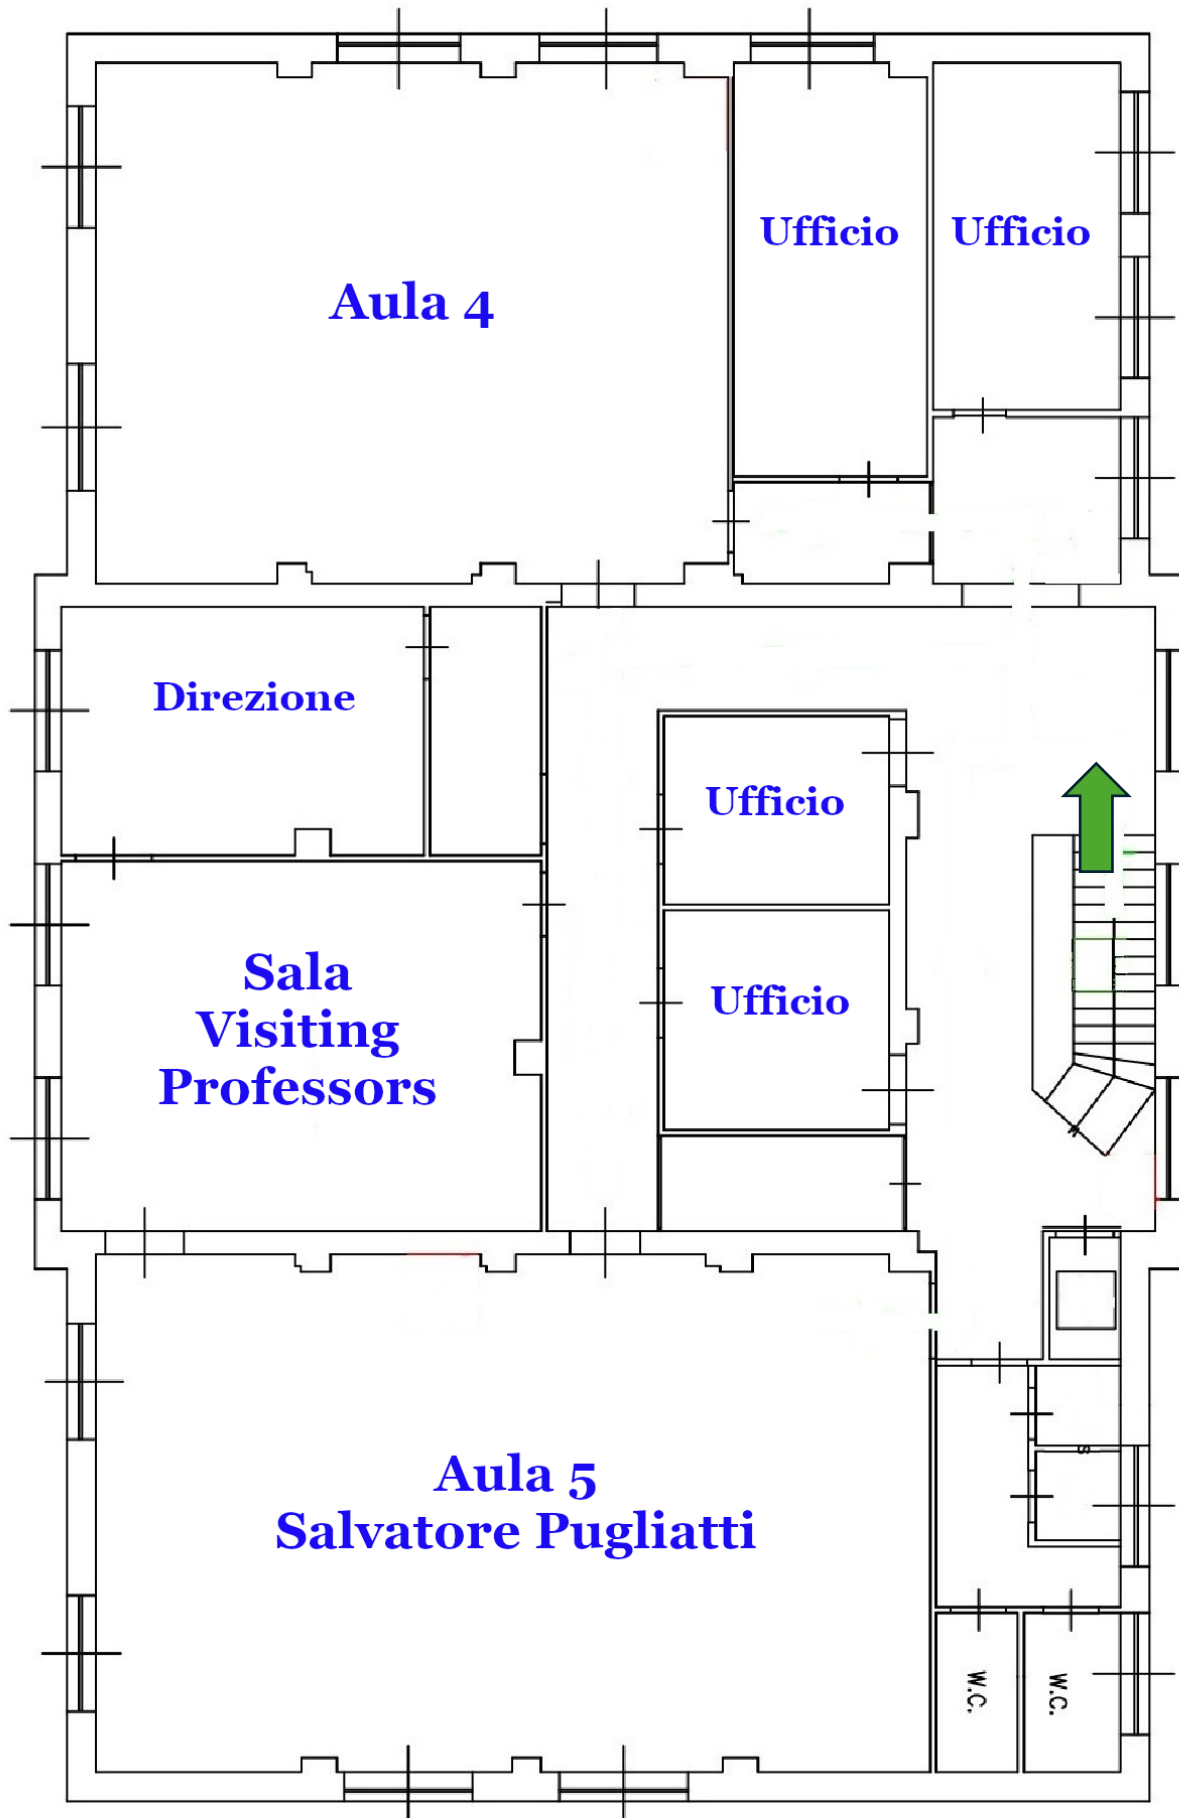 Ufficio
Ufficio
Aula 4
Direzione
Ufficio
Sala
Visiting
Professors
Ufficio
Aula 5
Salvatore Pugliatti
S
W.C.
W.C.